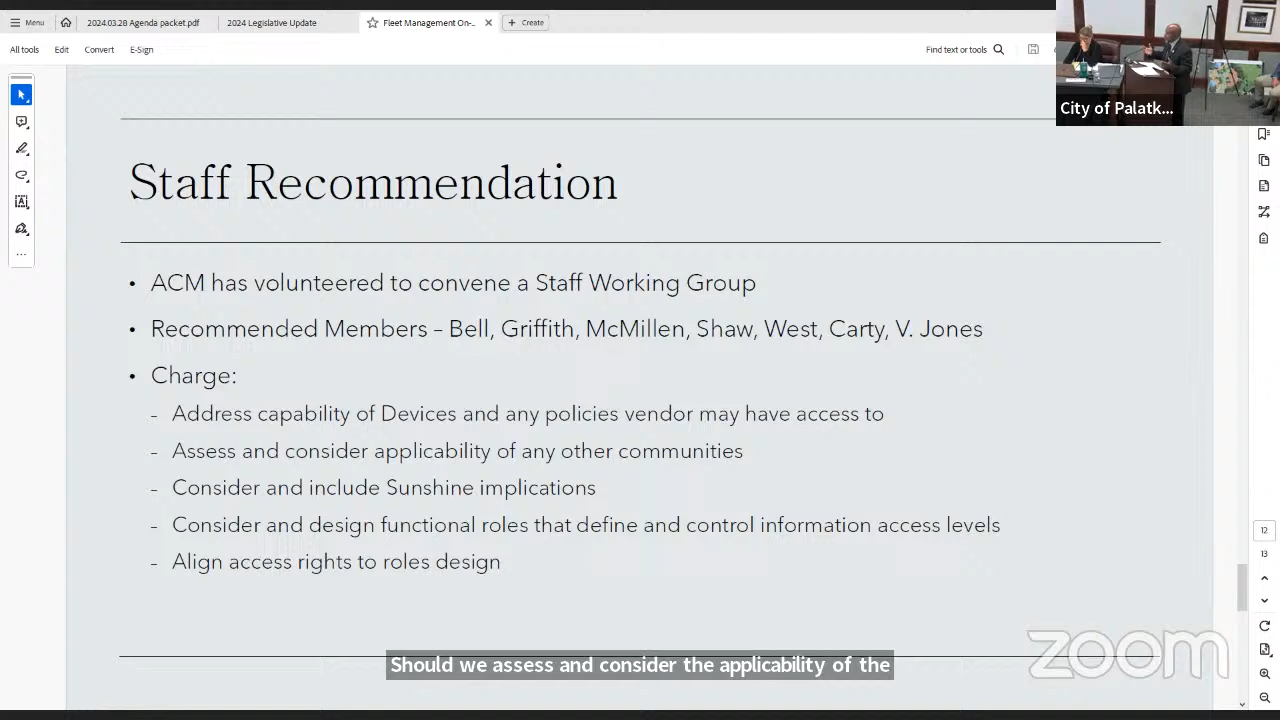 Menu
2024.03.28 Agenda packet.pdf
2024 Legislative Update
Fleet Management On-...
Create
All tools
Edit
Convert
E-Sign
Find text or tools
City of Palatk...
Staff Recommendation
• ACM has volunteered to convene a Staff Working Group
• Recommended Members – Bell, Griffith, McMillen, Shaw, West, Carty, V. Jones
• Charge:
– Address capability of Devices and any policies vendor may have access to
– Assess and consider applicability of any other communities
– Consider and include Sunshine implications
– Consider and design functional roles that define and control information access levels
– Align access rights to roles design
12
13
Should we assess and consider the applicability of the
zoom